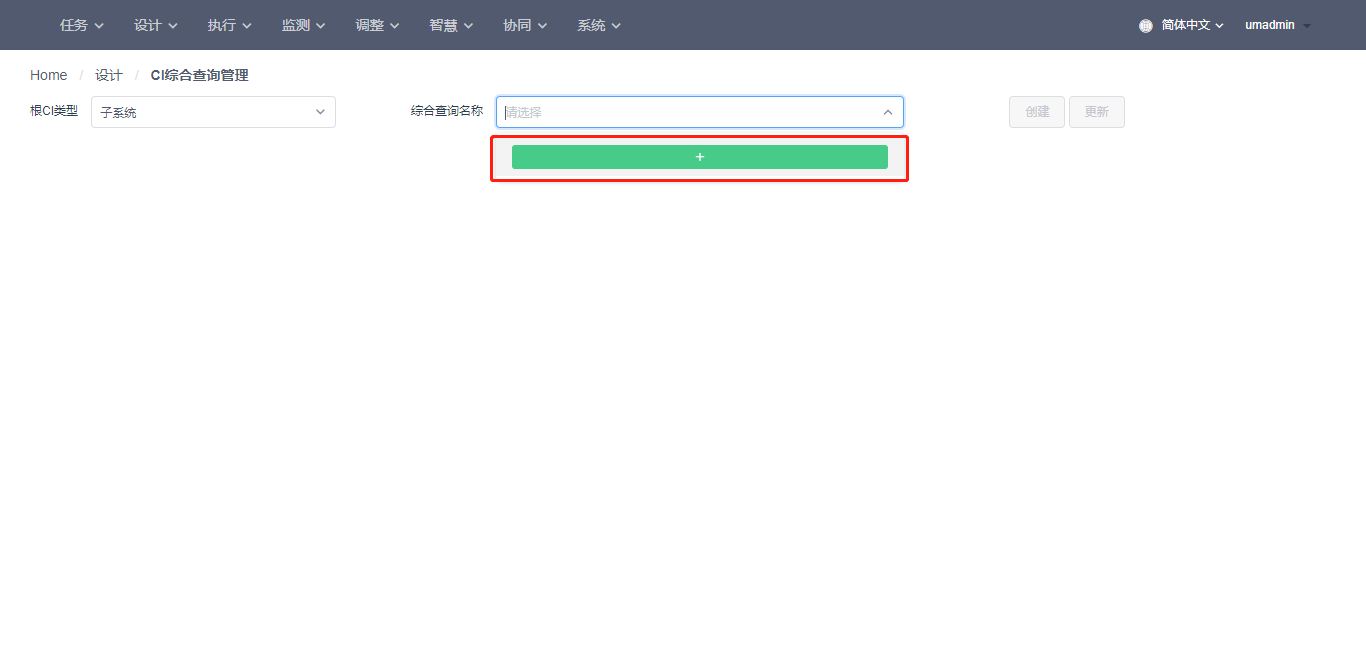 任务 设计 执行 监测 调整 智慧 协同 系统 简体中文 umadmin
Home / 设计 / CI综合查询管理
根CI类型 子系统 综合查询名称 请选择 创建 更新
+